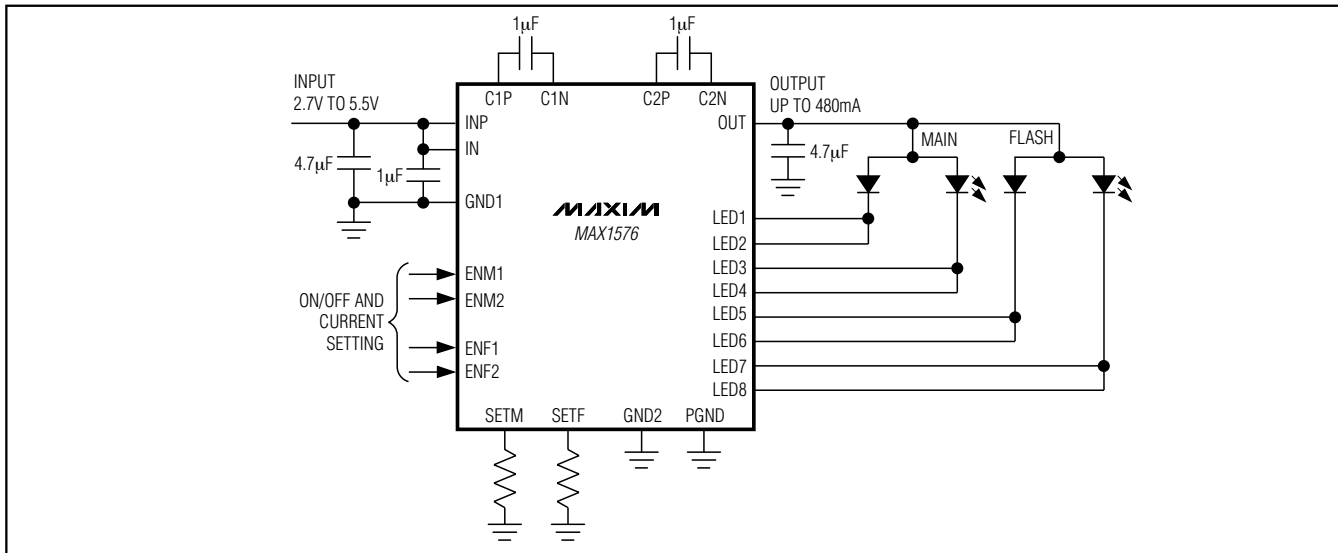 1μF
1μF
INPUT
2.7V TO 5.5V
C1P
C1N
C2P
C2N
OUTPUT
UP TO 480mA
INP
OUT
IN
MAIN
FLASH
4.7μF
1μF
4.7μF
GND1
MAXIM
MAX1576
LED1
LED2
LED3
LED4
LED5
LED6
LED7
LED8
ENM1
ENM2
ENF1
ENF2
ON/OFF AND
CURRENT
SETTING
SETM
SETF
GND2
PGND